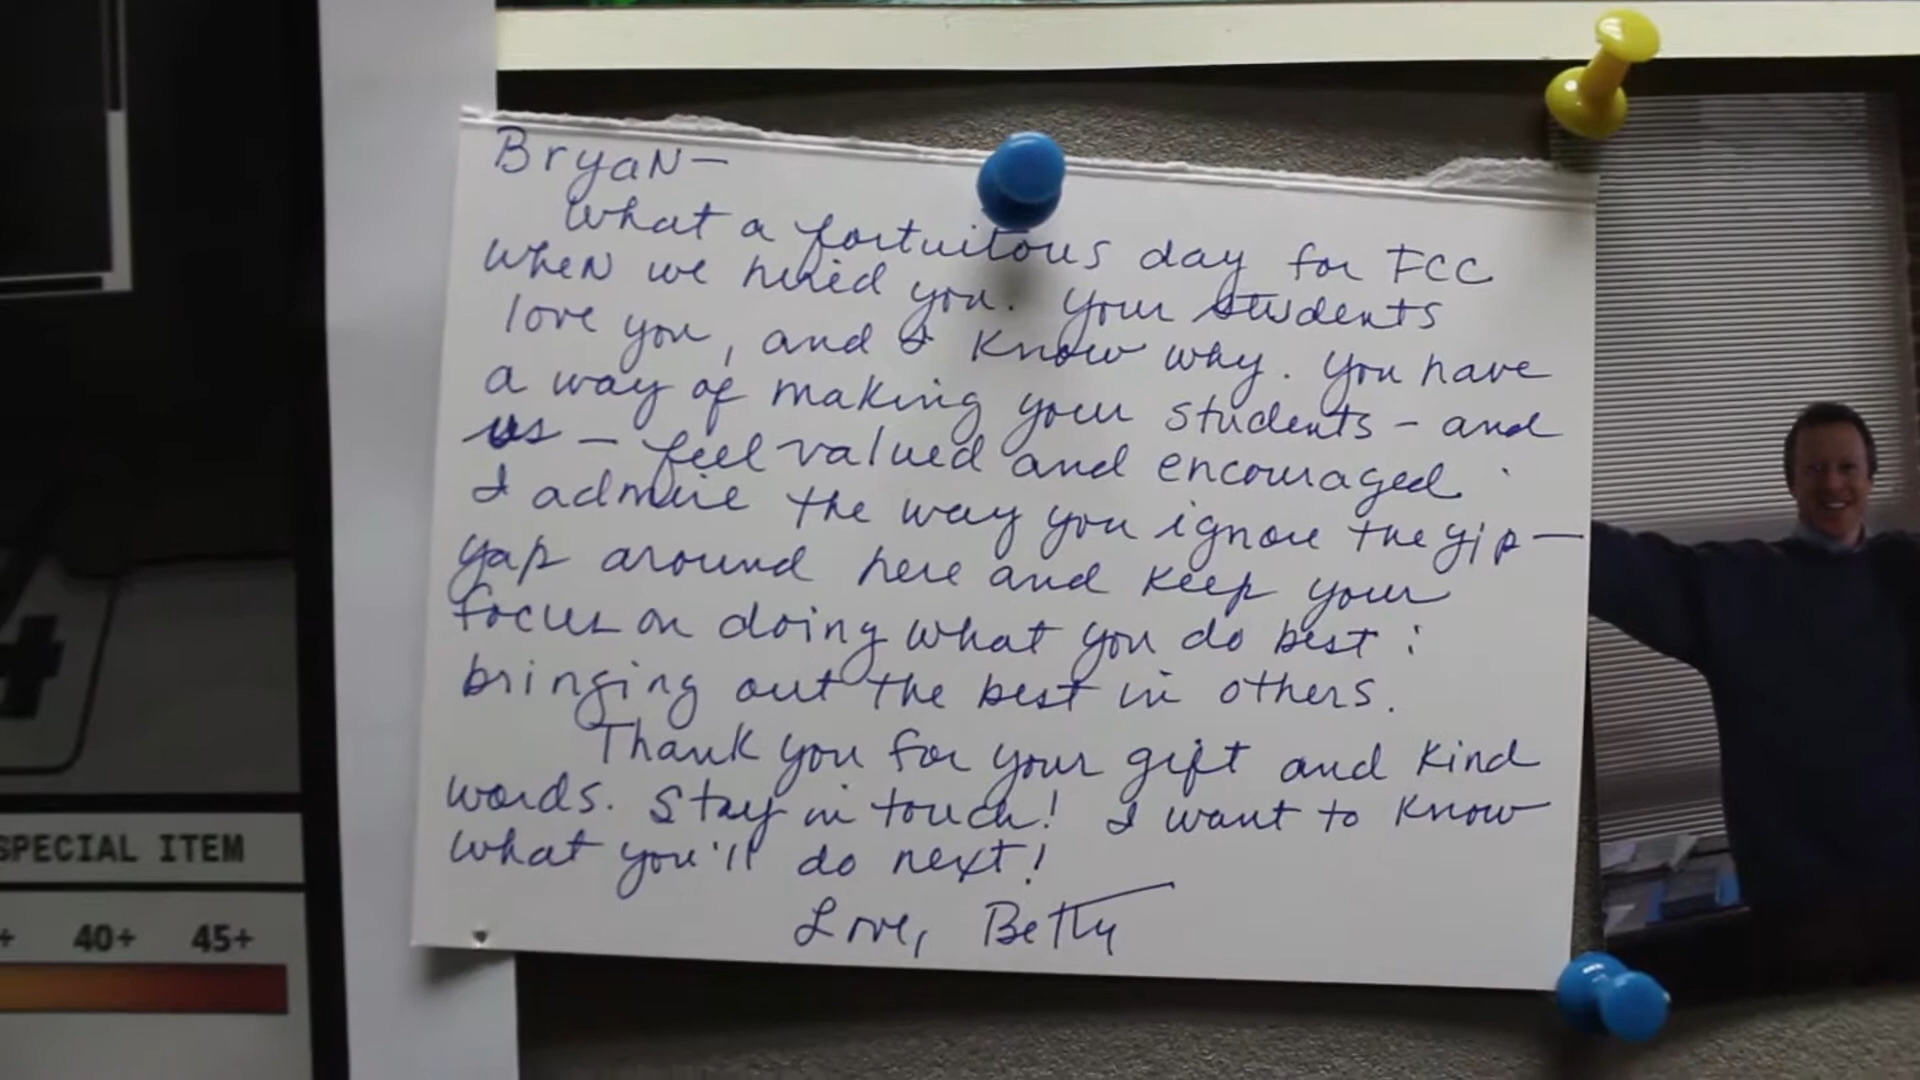 Bryan—
What a fortuitous day for FCC
when we hired you. Your students
love you, and I know why. You have
a way of making your students - and
us - feel valued and encouraged.
I admire the way you ignore the yip-
yap around here and keep your
focus on doing what you do best:
bringing out the best in others.
Thank you for your gift and kind
words. Stay in touch! I want to know
what you'll do next!
Love, Betty
4
SPECIAL ITEM
+ 40+ 45+